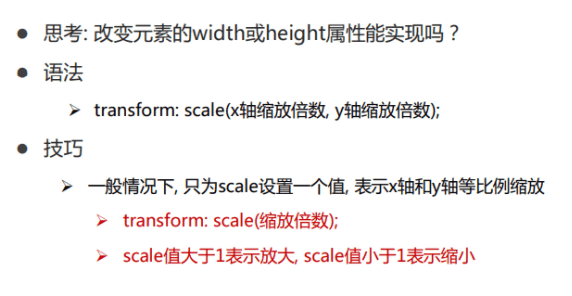 思考: 改变元素的width或height属性能实现吗？
语法
transform: scale(x轴缩放倍数, y轴缩放倍数);
技巧
一般情况下, 只为scale设置一个值, 表示x轴和y轴等比例缩放
transform: scale(缩放倍数);
scale值大于1表示放大, scale值小于1表示缩小